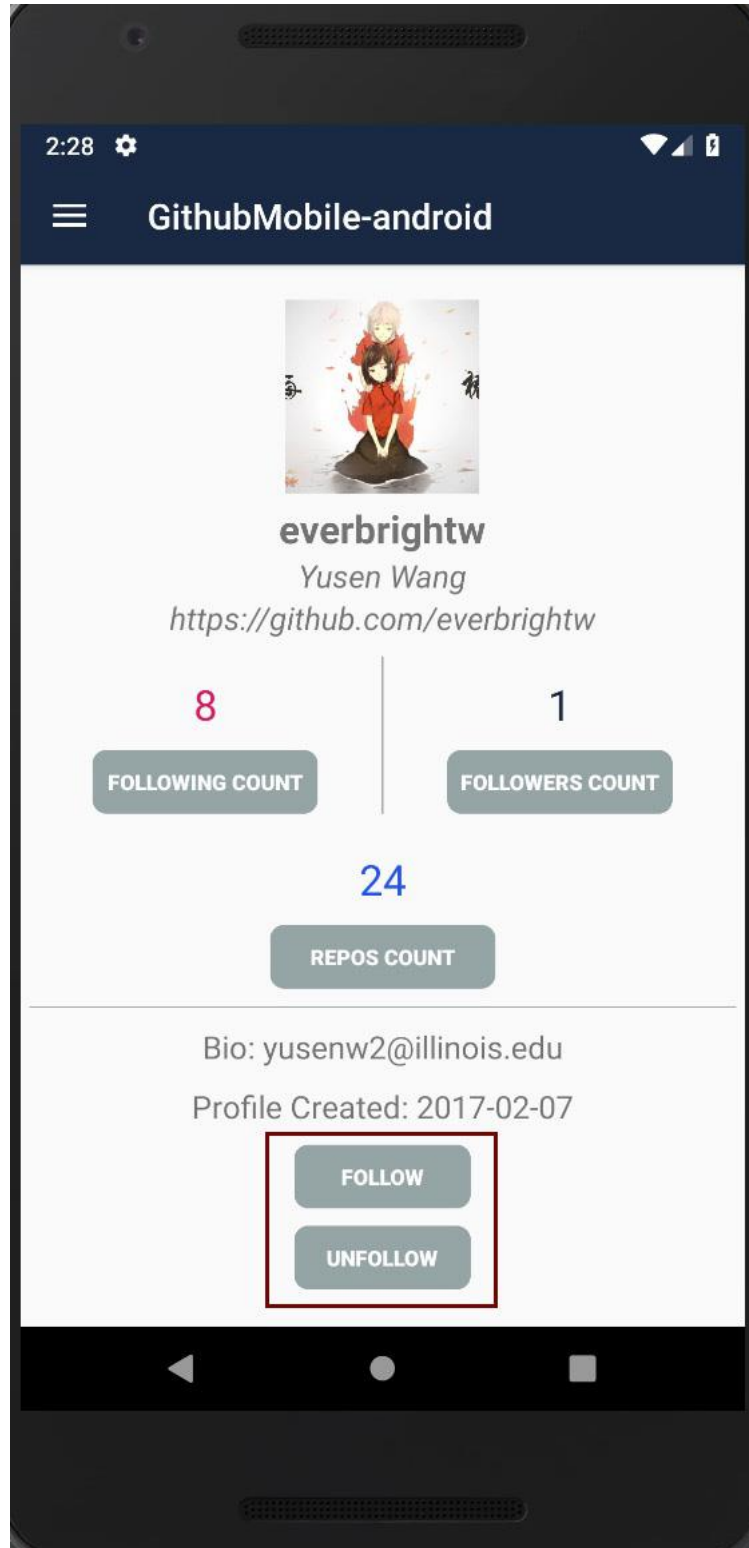 2:28
GithubMobile-android
everbrightw
Yusen Wang
https://github.com/everbrightw
8
1
FOLLOWING COUNT
FOLLOWERS COUNT
24
REPOS COUNT
Bio: yusenw2@illinois.edu
Profile Created: 2017-02-07
FOLLOW
UNFOLLOW